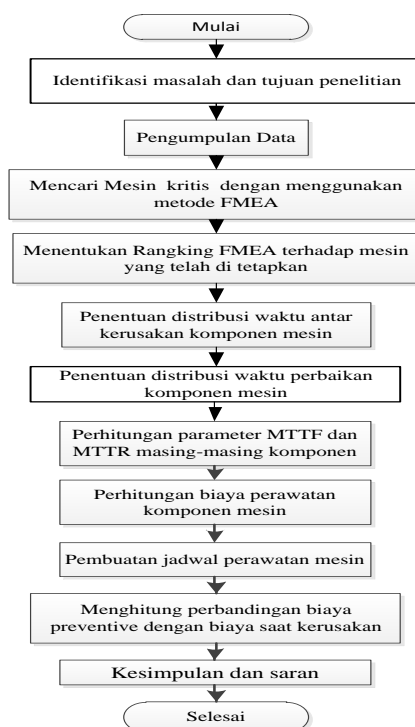 Mulai
Identifikasi masalah dan tujuan penelitian
Pengumpulan Data
Mencari Mesin kritis dengan menggunakan
metode FMEA
Menentukan Rangking FMEA terhadap mesin
yang telah di tetapkan
Penentuan distribusi waktu antar
kerusakan komponen mesin
Penentuan distribusi waktu perbaikan
komponen mesin
Perhitungan parameter MTTF dan
MTTR masing-masing komponen
Perhitungan biaya perawatan
komponen mesin
Pembuatan jadwal perawatan mesin
Menghitung perbandingan biaya
preventive dengan biaya saat kerusakan
Kesimpulan dan saran
Selesai